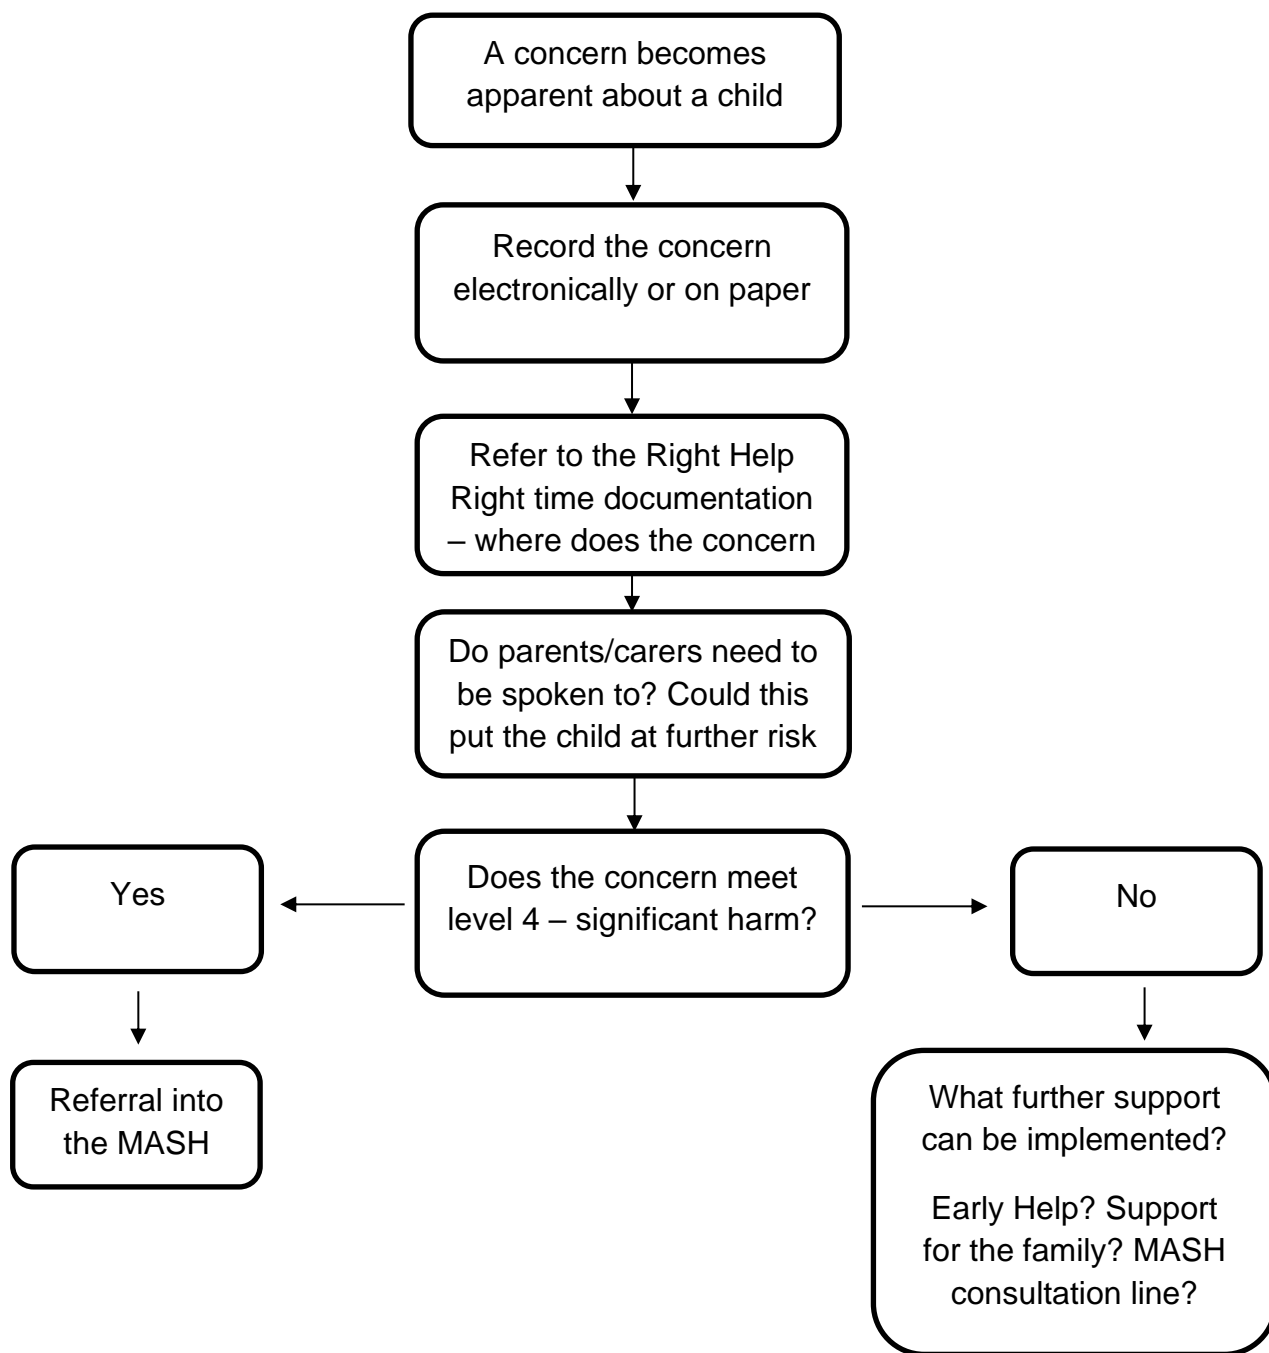 A concern becomes
apparent about a child
Record the concern
electronically or on paper
Refer to the Right Help
Right time documentation
– where does the concern
Do parents/carers need to
be spoken to? Could this
put the child at further risk
Does the concern meet
level 4 – significant harm?
Yes
No
Referral into
the MASH
What further support
can be implemented?
Early Help? Support
for the family? MASH
consultation line?